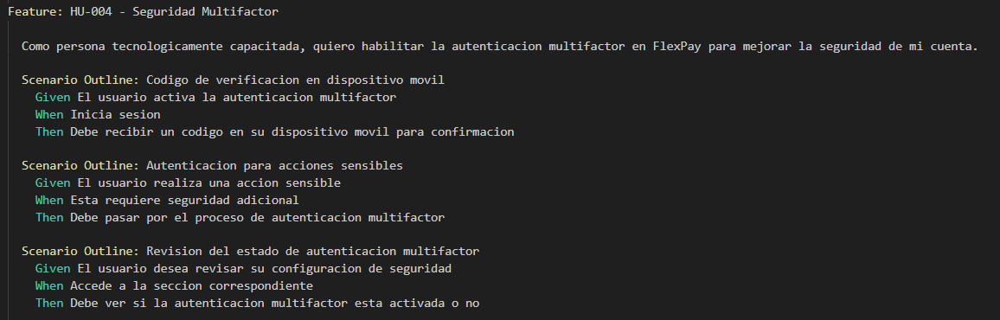 Feature: HU-004 - Seguridad Multifactor
Como persona tecnologicamente capacitada, quiero habilitar la autenticacion multifactor en FlexPay para mejorar la seguridad de mi cuenta.
Scenario Outline: Codigo de verificacion en dispositivo movil
Given El usuario activa la autenticacion multifactor
When Inicia sesion
Then Debe recibir un codigo en su dispositivo movil para confirmacion
Scenario Outline: Autenticacion para acciones sensibles
Given El usuario realiza una accion sensible
When Esta requiere seguridad adicional
Then Debe pasar por el proceso de autenticacion multifactor
Scenario Outline: Revision del estado de autenticacion multifactor
Given El usuario desea revisar su configuracion de seguridad
When Accede a la seccion correspondiente
Then Debe ver si la autenticacion multifactor esta activada o no